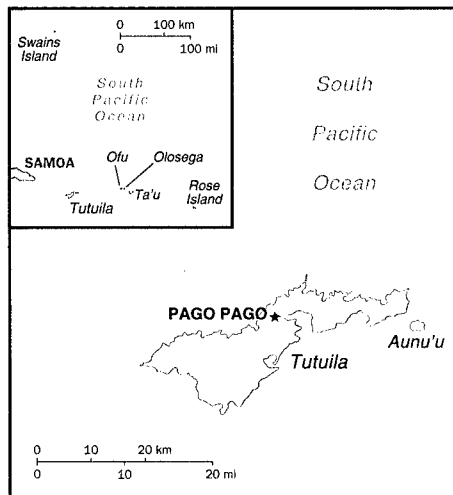 0 100 km
0 100 mi
Swains
Island
South
Pacific
Ocean
Ofu Olosega
SAMOA
Ta'u
Rose
Island
Tutuila
South
Pacific
Ocean
PAGO PAGO
Aunu'u
Tutuila
0 10 20 km
0 10 20 mi